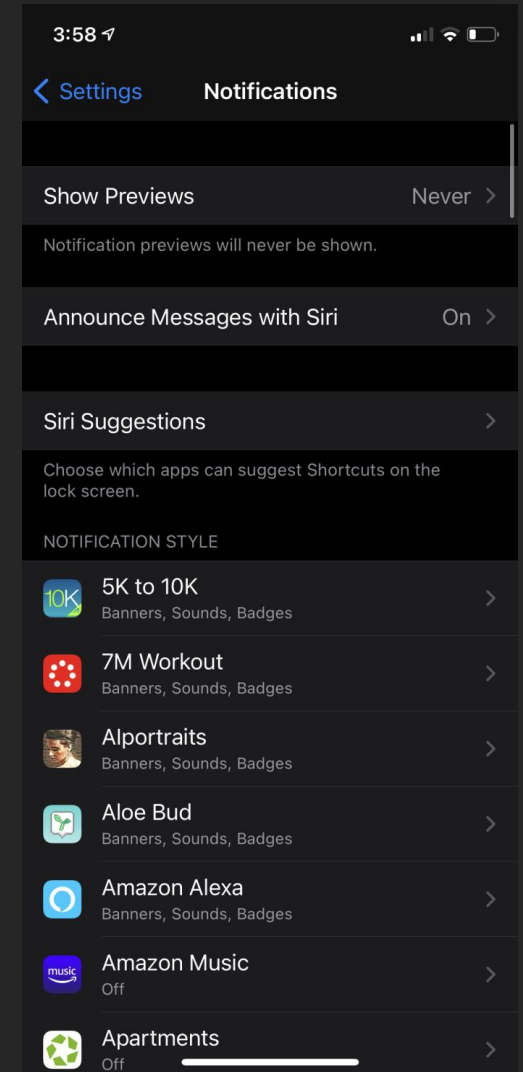 3:58
Settings
Notifications
Show Previews
Never
Notification previews will never be shown.
Announce Messages with Siri
On
Siri Suggestions
Choose which apps can suggest Shortcuts on the
lock screen.
NOTIFICATION STYLE
10K
5K to 10K
Banners, Sounds, Badges
7M Workout
Banners, Sounds, Badges
AIportraits
Banners, Sounds, Badges
Aloe Bud
Banners, Sounds, Badges
Amazon Alexa
Banners, Sounds, Badges
music
Amazon Music
Off
Apartments
Off